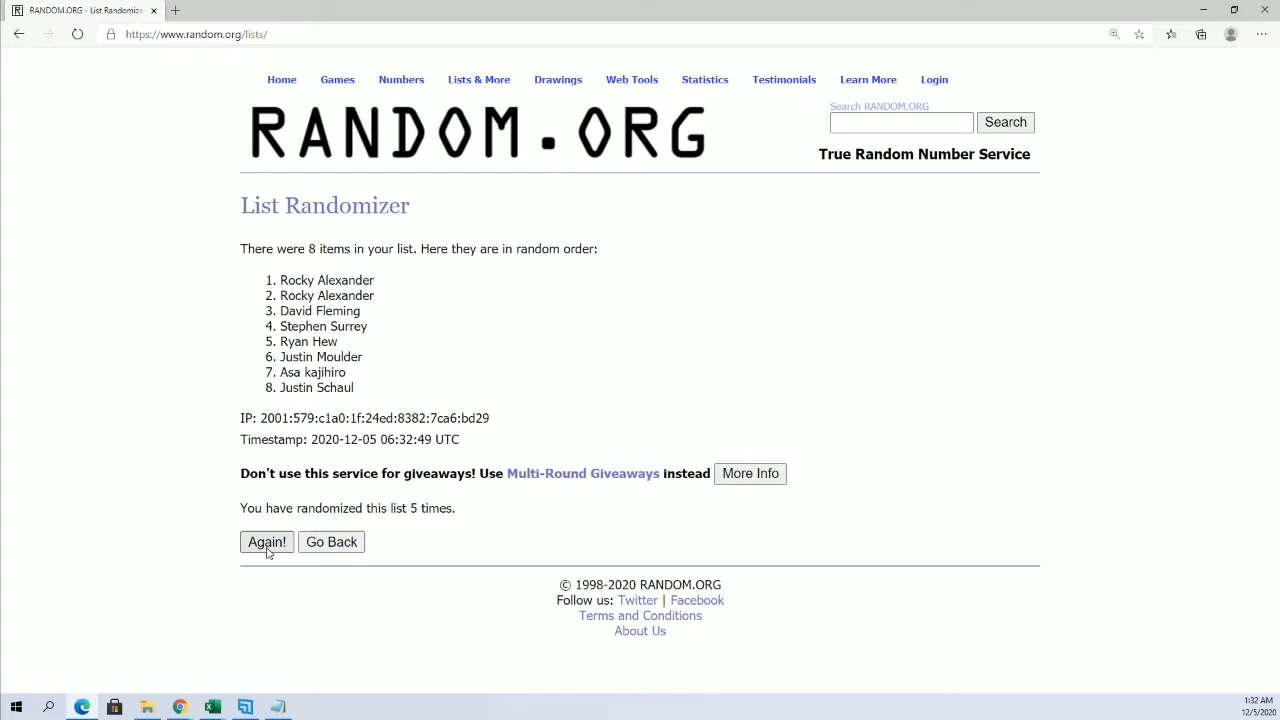 RANDOM.ORG - List Randomizer
https://www.random.org/lists/
Home Games Numbers Lists & More Drawings Web Tools Statistics Testimonials Learn More Login
RANDOM.ORG
Search RANDOM.ORG
Search
True Random Number Service
List Randomizer
There were 8 items in your list. Here they are in random order:
1. Rocky Alexander
2. Rocky Alexander
3. David Fleming
4. Stephen Surrey
5. Ryan Hew
6. Justin Moulder
7. Asa kajihiro
8. Justin Schaul
IP: 2001:579:c1a0:1f:24ed:8382:7ca6:bd29
Timestamp: 2020-12-05 06:32:49 UTC
Don't use this service for giveaways! Use Multi-Round Giveaways instead More Info
You have randomized this list 5 times.
Again! Go Back
© 1998-2020 RANDOM.ORG
Follow us: Twitter | Facebook
Terms and Conditions
About Us
1:32 AM
12/5/2020